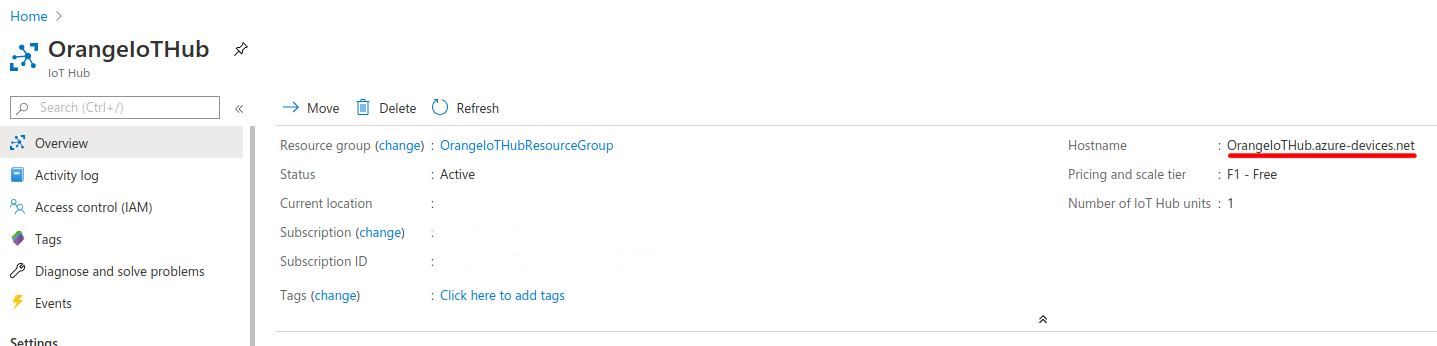 Home
OrangeIoTHub
IoT Hub
Search (Ctrl+/)
«
Overview
Activity log
Access control (IAM)
Tags
Diagnose and solve problems
Events
Settings
Move Delete Refresh
Resource group (change) : OrangeIoTHubResourceGroup
Status : Active
Current location :
Subscription (change) :
Subscription ID :
Tags (change) : Click here to add tags
Hostname : OrangeIoTHub.azure-devices.net
Pricing and scale tier : F1 - Free
Number of IoT Hub units : 1